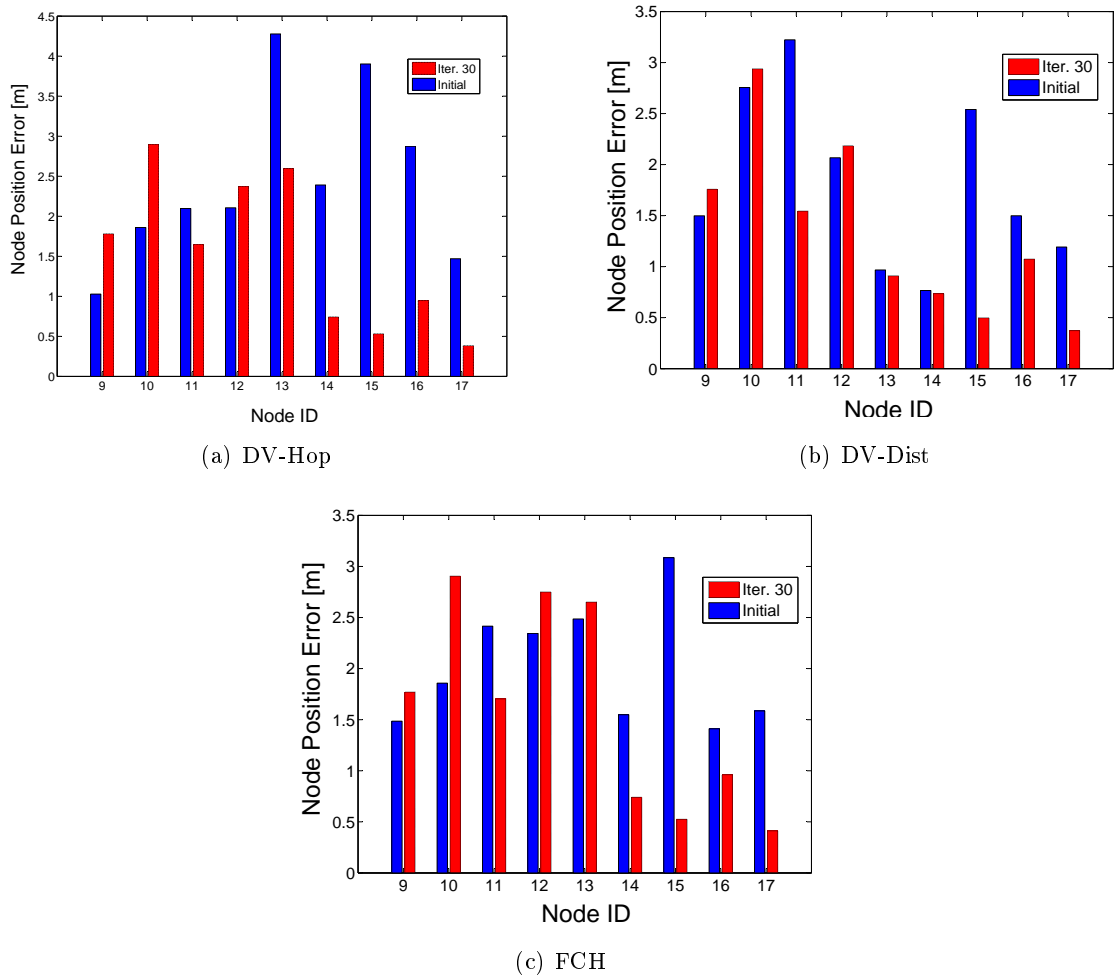 4.5
4
3.5
3
2.5
2
1.5
1
0.5
0
Node Position Error [m]
Iter. 30
Initial
9 10 11 12 13 14 15 16 17
Node ID
(a) DV-Hop
3.5
3
2.5
2
1.5
1
0.5
0
Node Position Error [m]
Iter. 30
Initial
9 10 11 12 13 14 15 16 17
Node ID
(b) DV-Dist
3.5
3
2.5
2
1.5
1
0.5
0
Node Position Error [m]
Iter. 30
Initial
9 10 11 12 13 14 15 16 17
Node ID
(c) FCH